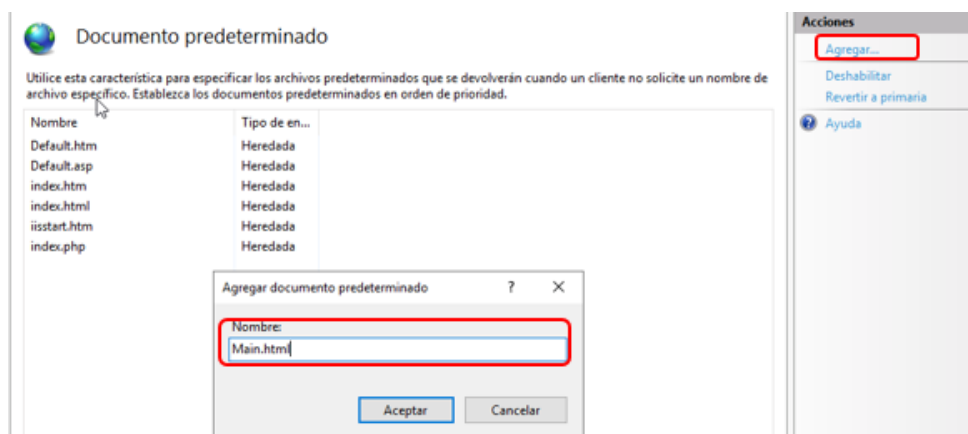 Acciones
Documento predeterminado
Agregar...
Utilice esta característica para especificar los archivos predeterminados que se devolverán cuando un cliente no solicite un nombre de
archivo específico. Establezca los documentos predeterminados en orden de prioridad.
Deshabilitar
Revertir a primaria
Ayuda
Nombre Tipo de en...
Default.htm Heredada
Default.asp Heredada
index.htm Heredada
index.html Heredada
iisstart.htm Heredada
index.php Heredada
Agregar documento predeterminado ? X
Nombre:
Main.html
Aceptar Cancelar